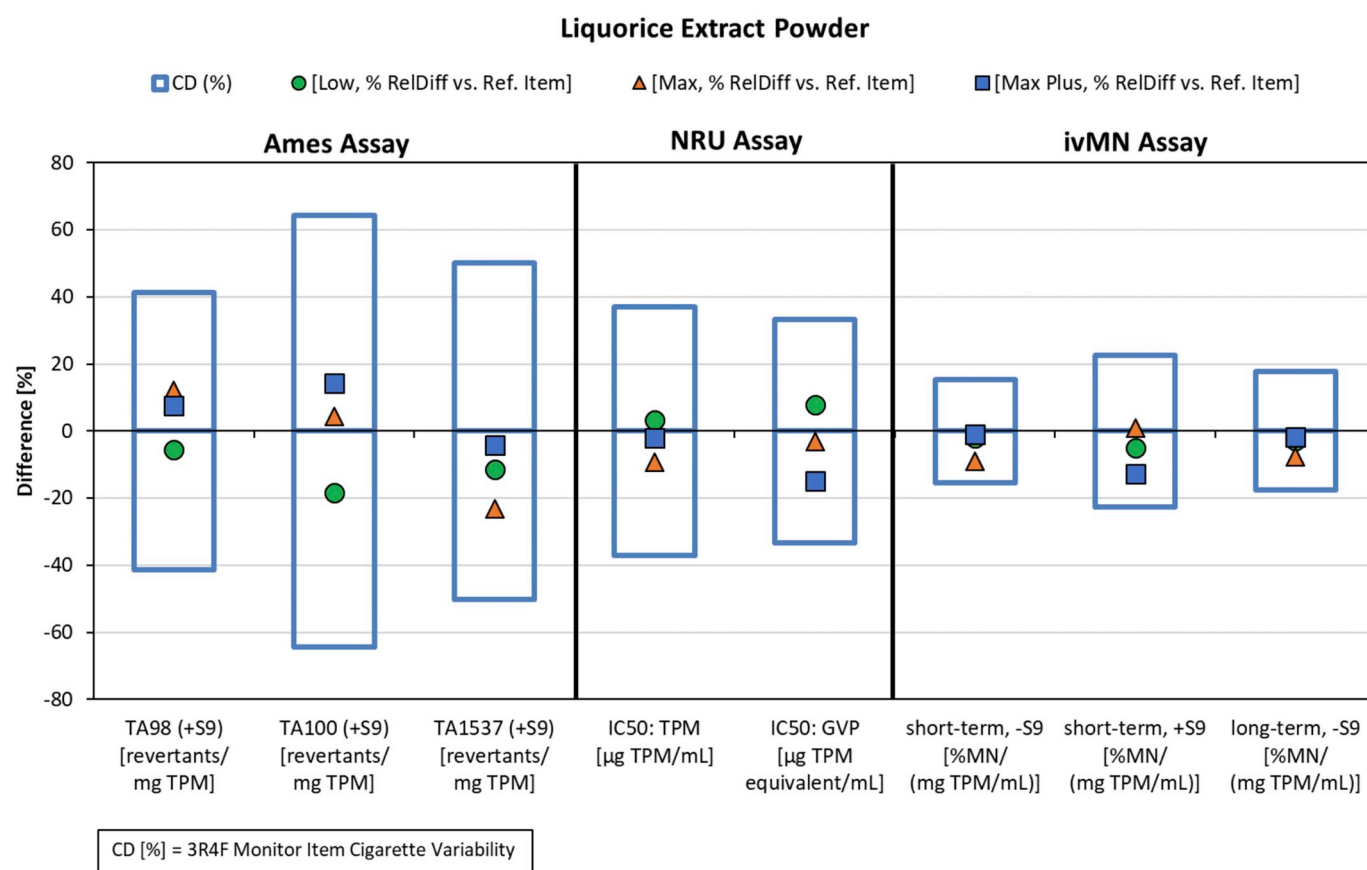 Liquorice Extract Powder
CD (%) [Low, % RelDiff vs. Ref. Item] [Max, % RelDiff vs. Ref. Item] [Max Plus, % RelDiff vs. Ref. Item]
Ames Assay NRU Assay ivMN Assay
Difference [%]
80
60
40
20
0
-20
-40
-60
-80
TA98 (+S9)
[revertants/
mg TPM]
TA100 (+S9)
[revertants/
mg TPM]
TA1537 (+S9)
[revertants/
mg TPM]
IC50: TPM
[µg TPM/mL]
IC50: GVP
[µg TPM
equivalent/mL]
short-term, -S9
[%MN/
(mg TPM/mL)]
short-term, +S9
[%MN/
(mg TPM/mL)]
long-term, -S9
[%MN/
(mg TPM/mL)]
CD [%] = 3R4F Monitor Item Cigarette Variability